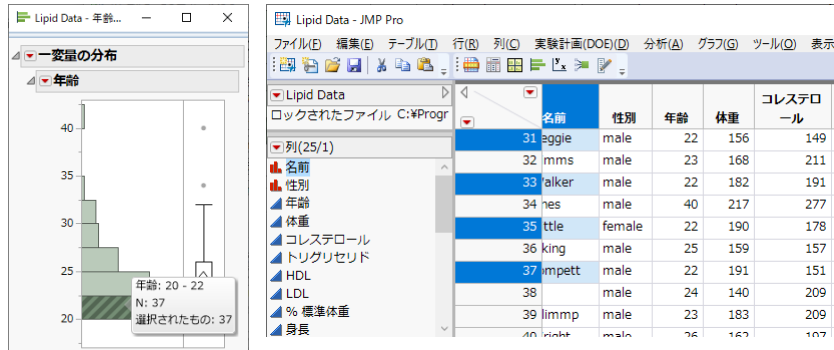 Lipid Data - 年齢...
一変量の分布
年齢
40
35
30
25
20
年齢: 20 - 22
N: 37
選択されたもの: 37
Lipid Data - JMP Pro
ファイル(F) 編集(E) テーブル(T) 行(R) 列(C) 実験計画(DOE)(D) 分析(A) グラフ(G) ツール(O) 表示
Lipid Data
ロックされたファイル C:¥Progr
列(25/1)
名前
性別
年齢
体重
コレステロール
トリグリセリド
HDL
LDL
% 標準体重
身長
名前 性別 年齢 体重 コレステロ
ール
31 eggie male 22 156 149
32 mms male 23 168 211
33 alker male 22 182 191
34 nes male 40 217 277
35 ttle female 22 190 178
36 king male 25 159 157
37 ompett male 22 191 151
38 male 24 140 209
39 limmp male 23 183 209
40 right male 26 162 197